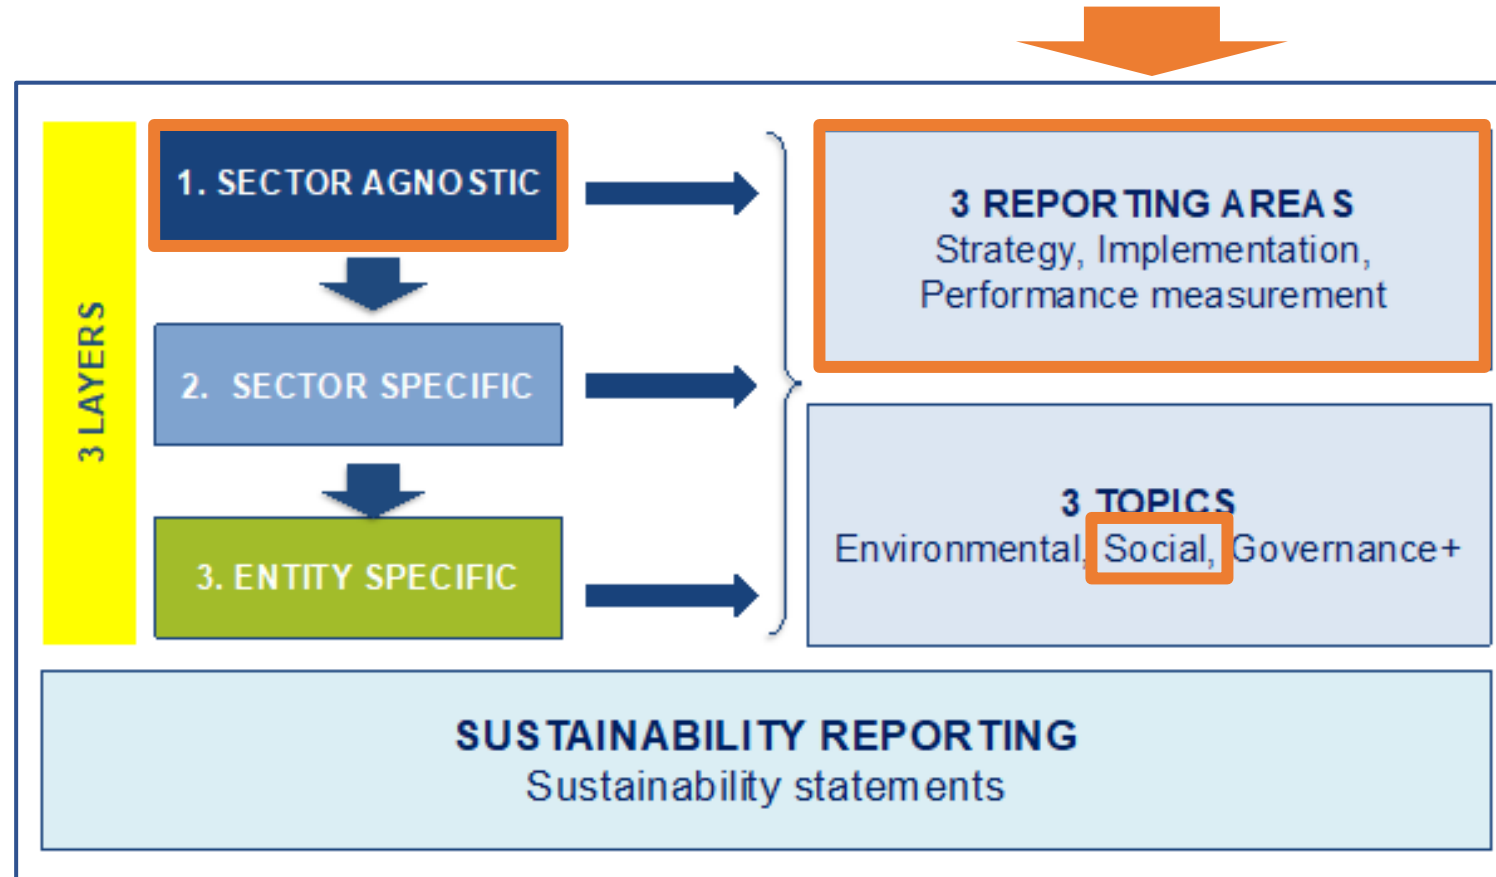 3 LAYERS
1. SECTOR AGNOSTIC
2. SECTOR SPECIFIC
3. ENTITY SPECIFIC
3 REPORTING AREAS
Strategy, Implementation,
Performance measurement
3 TOPICS
Environmental, Social, Governance+
SUSTAINABILITY REPORTING
Sustainability statements